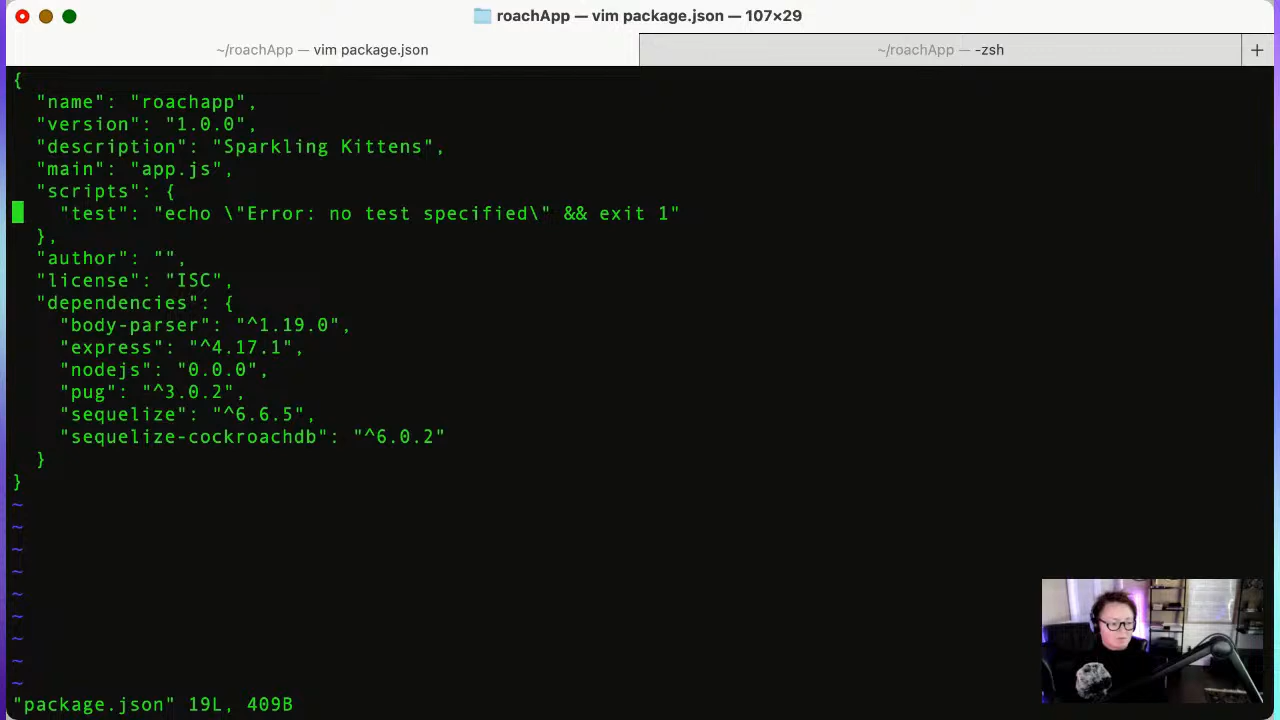 roachApp — vim package.json — 107×29
~/roachApp — vim package.json
~/roachApp — -zsh
+
{
  "name": "roachapp",
  "version": "1.0.0",
  "description": "Sparkling Kittens",
  "main": "app.js",
  "scripts": {
    "test": "echo \"Error: no test specified\" && exit 1"
  },
  "author": "",
  "license": "ISC",
  "dependencies": {
    "body-parser": "^1.19.0",
    "express": "^4.17.1",
    "nodejs": "0.0.0",
    "pug": "^3.0.2",
    "sequelize": "^6.6.5",
    "sequelize-cockroachdb": "^6.0.2"
  }
}
~
~
~
~
~
~
~
~
~
"package.json" 19L, 409B